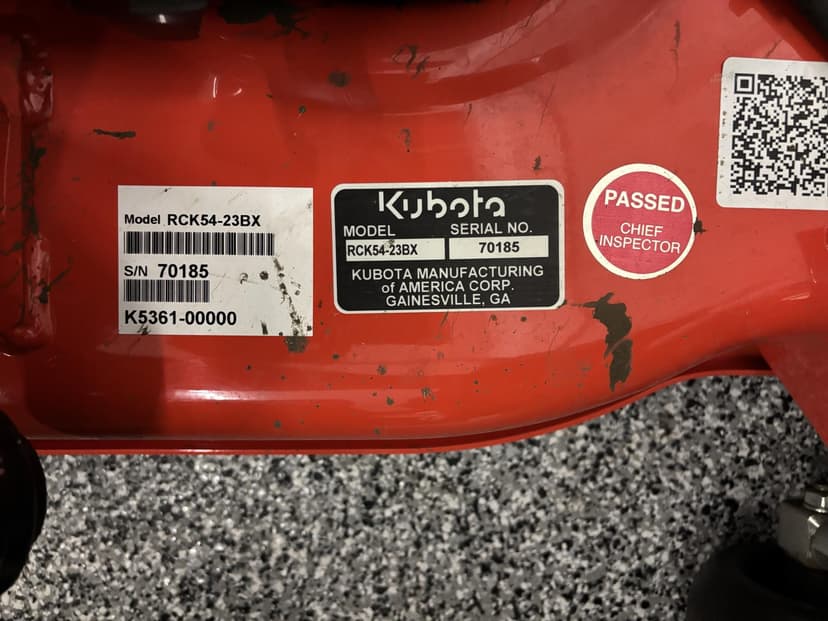 Model RCK54-23BX
S/N 70185
K5361-00000
Kubota
MODEL SERIAL NO.
RCK54-23BX 70185
KUBOTA MANUFACTURING
of AMERICA CORP.
GAINESVILLE, GA
PASSED
CHIEF
INSPECTOR